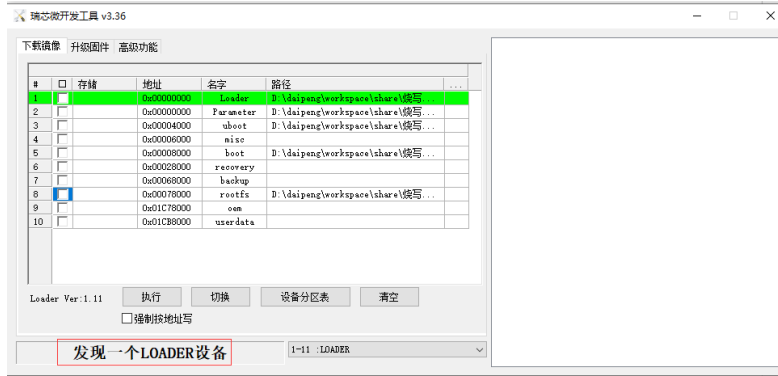 瑞芯微开发工具 v3.36
下载镜像 升级固件 高级功能
# 存储 地址 名字 路径 ...
1 0x00000000 Loader D:\daipeng\workspace\share\烧写...
2 0x00000000 Parameter D:\daipeng\workspace\share\烧写...
3 0x00004000 uboot D:\daipeng\workspace\share\烧写...
4 0x00006000 misc
5 0x00008000 boot D:\daipeng\workspace\share\烧写...
6 0x00028000 recovery
7 0x00068000 backup
8 0x00078000 rootfs D:\daipeng\workspace\share\烧写...
9 0x01C78000 oem
10 0x01CB8000 userdata
Loader Ver:1.11 执行 切换 设备分区表 清空
强制按地址写
发现一个LOADER设备 1-11 :LOADER